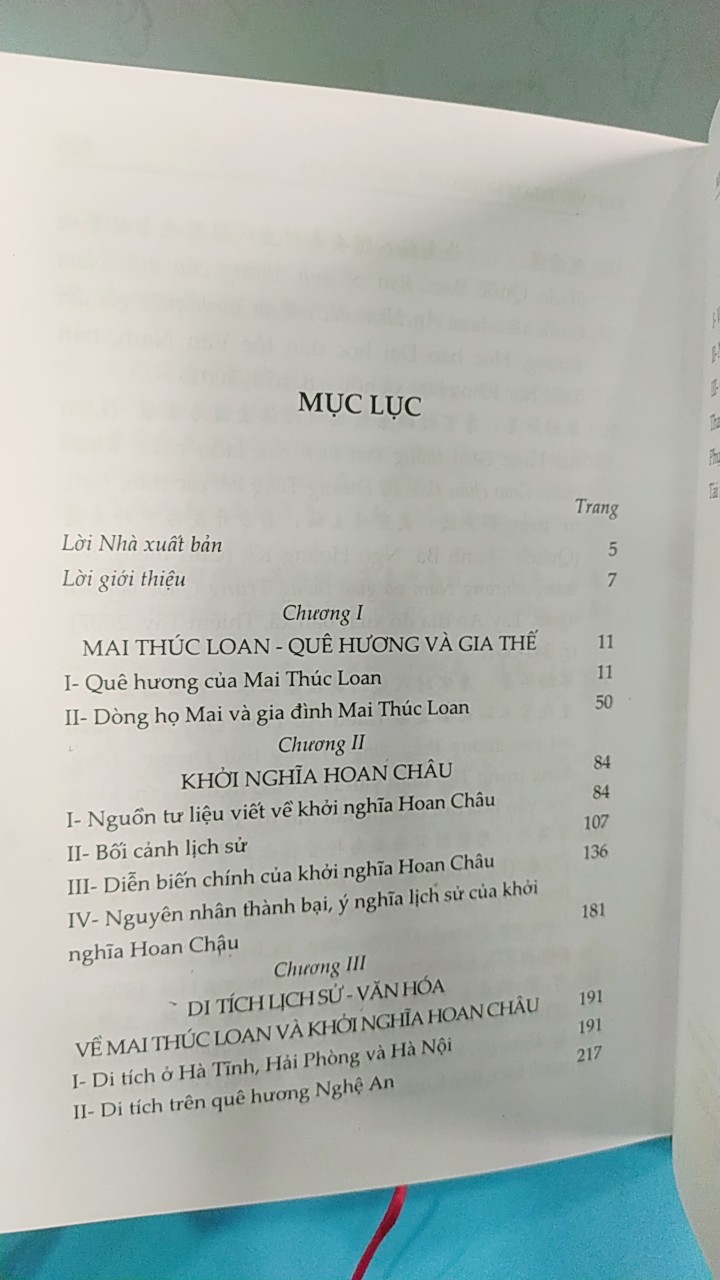 MỤC LỤC
Trang
Lời Nhà xuất bản 5
Lời giới thiệu 7
Chương I
MAI THÚC LOAN - QUÊ HƯƠNG VÀ GIA THẾ 11
I- Quê hương của Mai Thúc Loan 11
II- Dòng họ Mai và gia đình Mai Thúc Loan 50
Chương II
KHỞI NGHĨA HOAN CHÂU 84
I- Nguồn tư liệu viết về khởi nghĩa Hoan Châu 84
II- Bối cảnh lịch sử 107
III- Diễn biến chính của khởi nghĩa Hoan Châu 136
IV- Nguyên nhân thành bại, ý nghĩa lịch sử của khởi
nghĩa Hoan Châu 181
Chương III
DI TÍCH LỊCH SỬ - VĂN HÓA
VỀ MAI THÚC LOAN VÀ KHỞI NGHĨA HOAN CHÂU 191
I- Di tích ở Hà Tĩnh, Hải Phòng và Hà Nội 191
II- Di tích trên quê hương Nghệ An 217